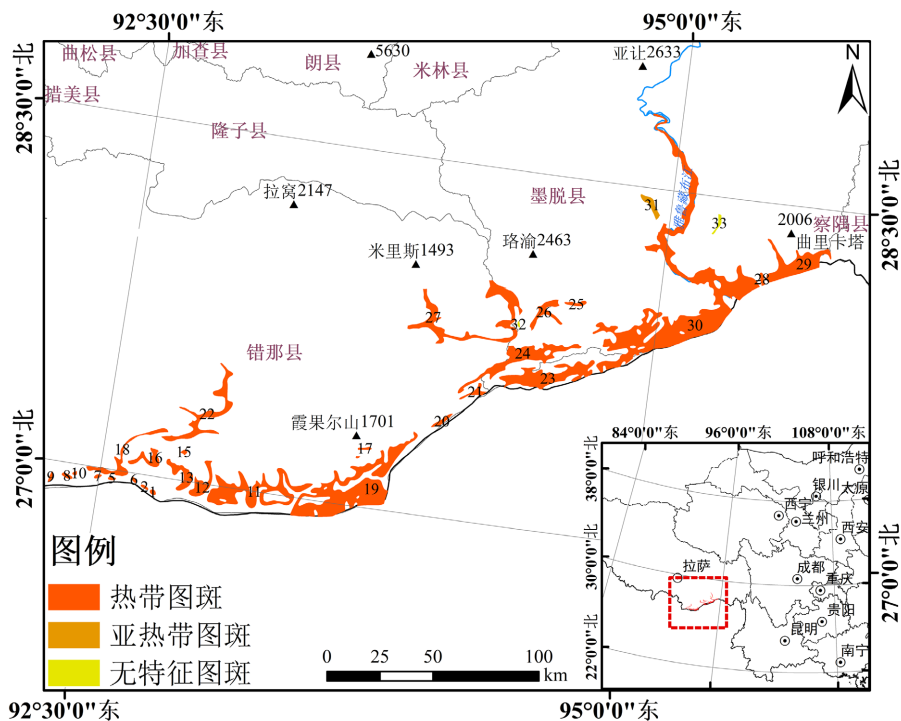 92°30'0"东
95°0'0"东
曲松县
加查县
朗县
5630
米林县
亚让2633
N
措美县
28°30'0"北
隆子县
拉窝2147
墨脱县
31
33
2006
察隅县
曲里卡塔
28°30'0"北
米里斯1493
珞渝2463
雅鲁藏布江
28
29
27
32
26
25
30
错那县
24
23
21
22
霞果尔山1701
20
27°0'0"北
18
15
16
17
9
8
10
7
5
6
2
1
13
12
11
19
84°0'0"东
96°0'0"东
108°0'0"东
38°0'0"北
呼和浩特
银川
太原
西宁
兰州
西安
27°0'0"北
30°0'0"北
拉萨
成都
重庆
贵阳
昆明
22°0'0"北
南宁
图例
热带图斑
亚热带图斑
无特征图斑
0
25
50
100
km
92°30'0"东
95°0'0"东